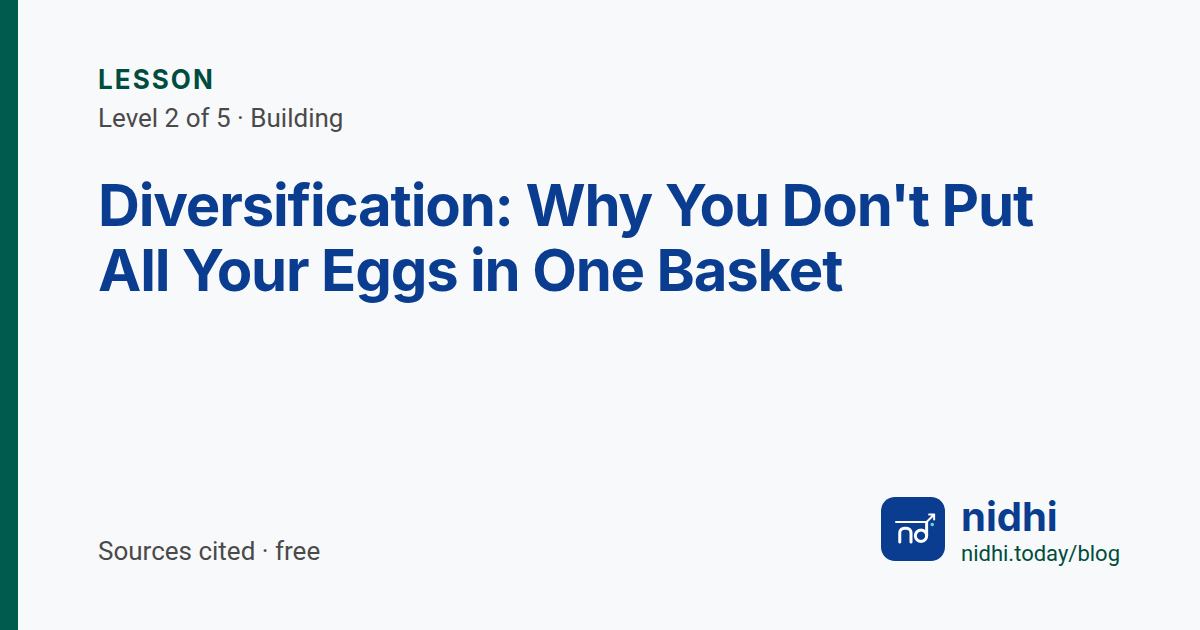 LESSON
Level 2 of 5 · Building
Diversification: Why You Don't Put
All Your Eggs in One Basket
Sources cited · free
nd
nidhi
nidhi.today/blog